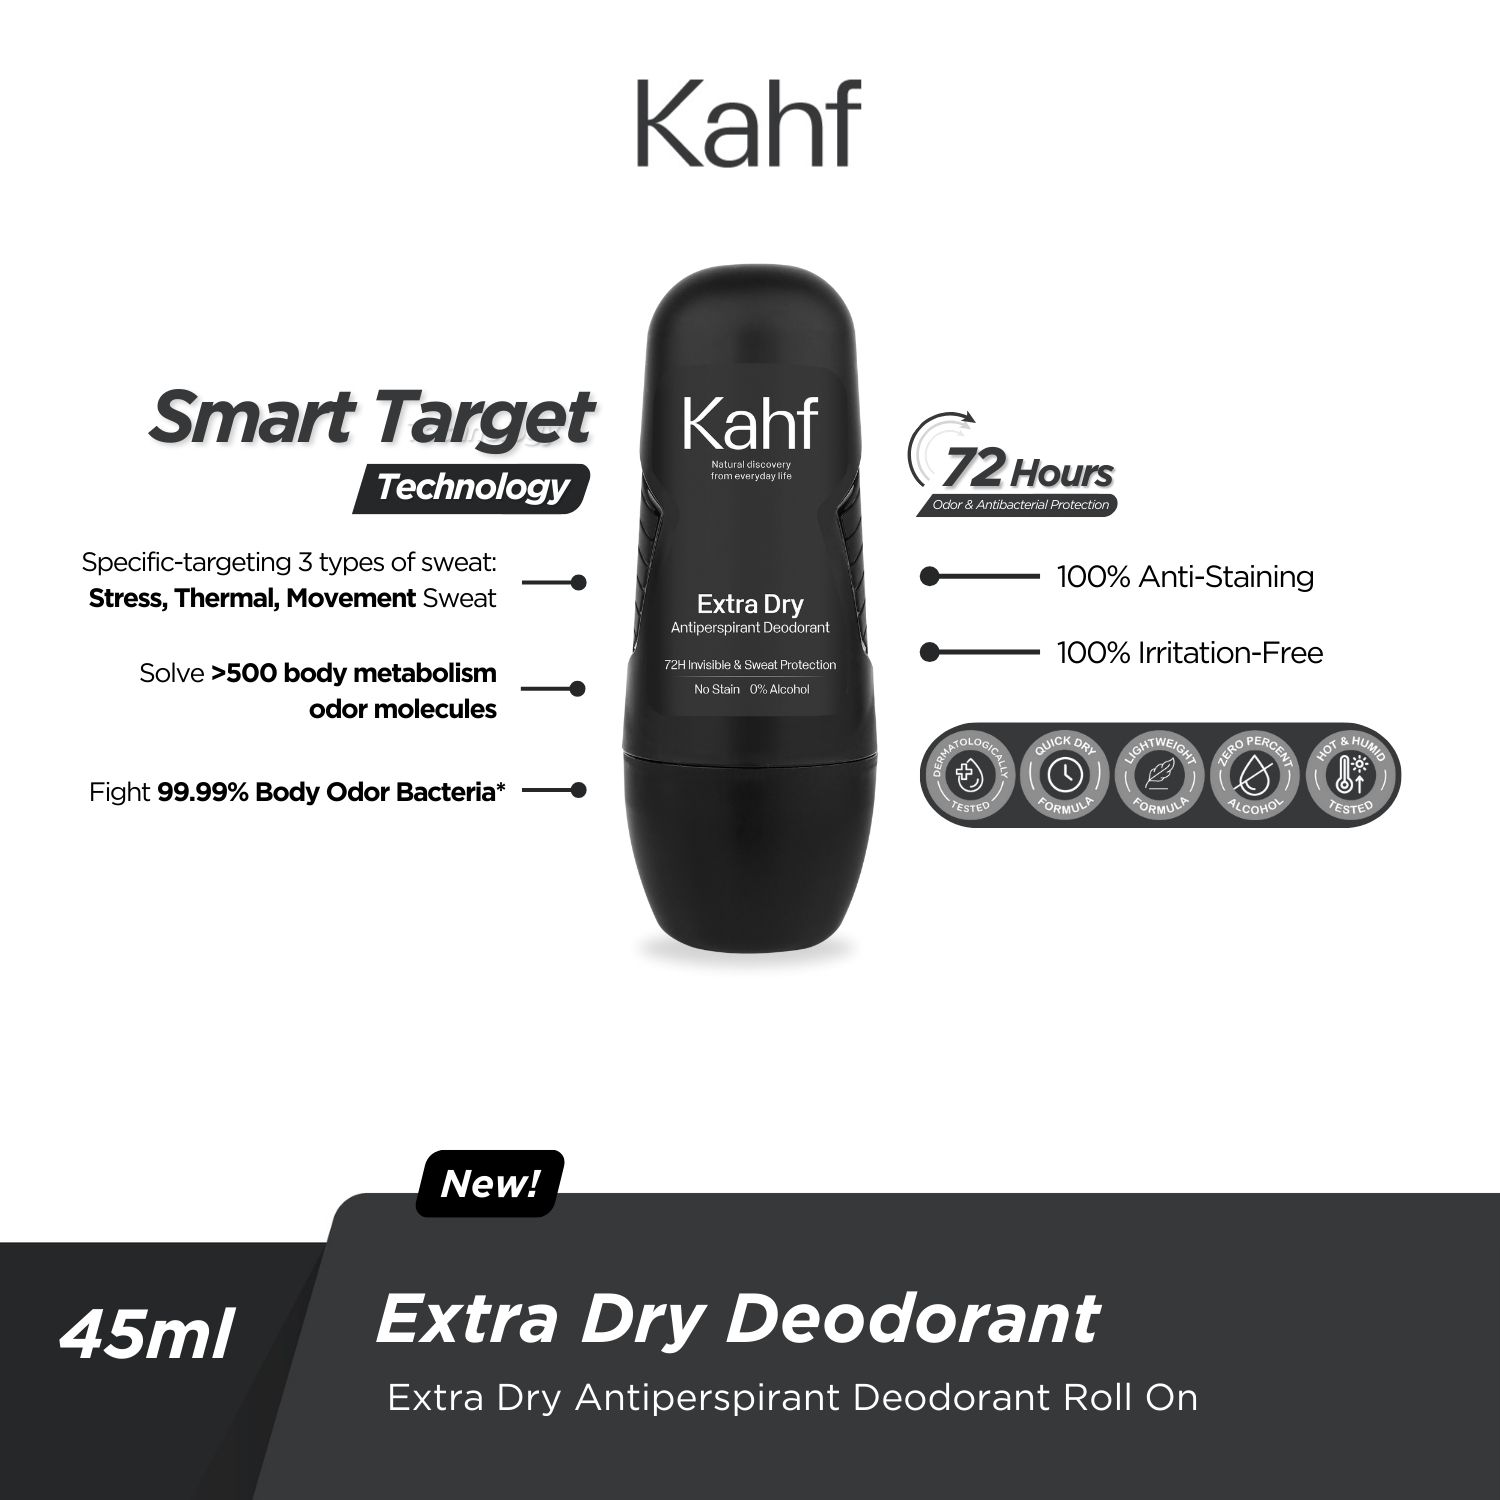 Kahf
Smart Target
Technology
Specific-targeting 3 types of sweat:
Stress, Thermal, Movement Sweat
Solve >500 body metabolism
odor molecules
Fight 99.99% Body Odor Bacteria*
Kahf
Natural discovery
from everyday life
Extra Dry
Antiperspirant Deodorant
72H Invisible & Sweat Protection
No Stain 0% Alcohol
72 Hours
Odor & Antibacterial Protection
100% Anti-Staining
100% Irritation-Free
DERMATOLOGICALLY
TESTED
QUICK DRY
FORMULA
LIGHTWEIGHT
FORMULA
ZERO PERCENT
ALCOHOL
HOT & HUMID
TESTED
New!
45ml
Extra Dry Deodorant
Extra Dry Antiperspirant Deodorant Roll On